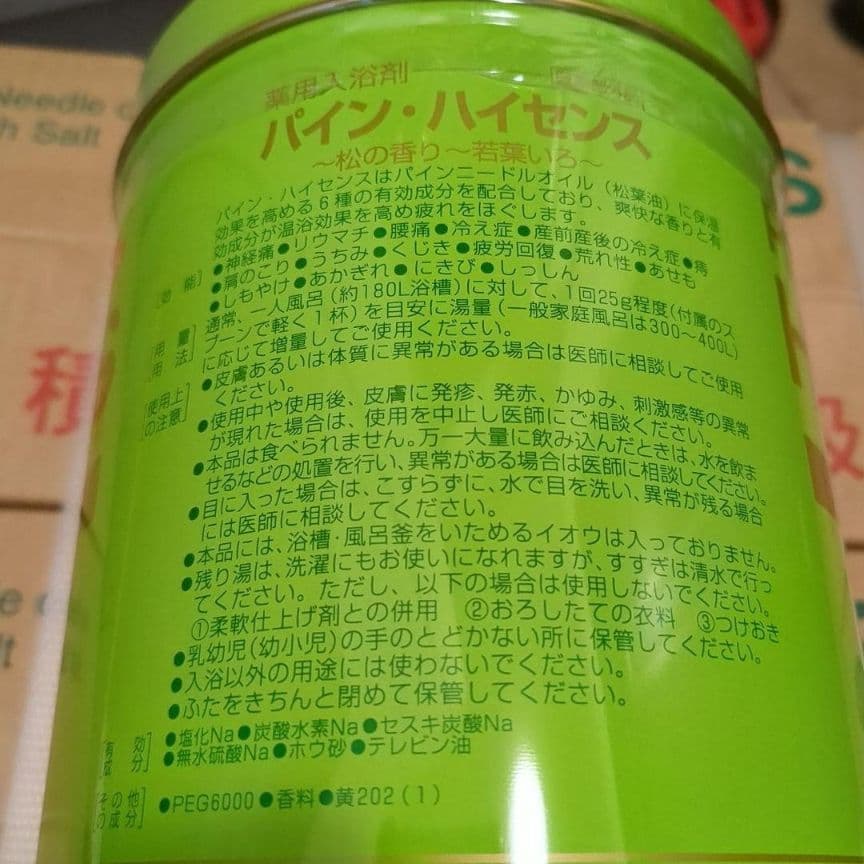 Needle o
h Salt
S
積
及
e o
lt
薬用入浴剤
パイン・ハイセンス
～松の香り～若葉いろ～
パイン・ハイセンスはパインニードルオイル（松葉油）に保温
効果を高める6種の有効成分を配合しており、爽快な香りと有
効成分が温浴効果を高め疲れをほぐします。
[効 能] ●神経痛●リウマチ●腰痛●冷え症●産前産後の冷え症●痔
●肩のこり●うちみ●くじき●疲労回復●荒れ性●あせも
●しもやけ●あかぎれ●にきび●しっしん
[用 量 用 法] 通常、一人風呂（約180L浴槽）に対して、1回25g程度（付属のス
プーンで軽く1杯）を目安に湯量（一般家庭風呂は300～400L）
に応じて増量してご使用ください。
[使用上の注意] ●皮膚あるいは体質に異常がある場合は医師に相談してご使用
ください。
●使用中や使用後、皮膚に発疹、発赤、かゆみ、刺激感等の異常
が現れた場合は、使用を中止し医師にご相談ください。
●本品は食べられません。万一大量に飲み込んだときは、水を飲ま
せるなどの処置を行い、異常がある場合は医師に相談してください。
●目に入った場合は、こすらずに、水で目を洗い、異常が残る場合
には医師に相談してください。
●本品には、浴槽・風呂釜をいためるイオウは入っておりません。
●残り湯は、洗濯にもお使いになれますが、すすぎは清水で行っ
てください。ただし、以下の場合は使用しないでください。
①柔軟仕上げ剤との併用 ②おろしたての衣料 ③つけおき
●乳幼児（幼小児）の手のとどかない所に保管してください。
●入浴以外の用途には使わないでください。
●ふたをきちんと閉めて保管してください。
[有効成分] ●塩化Na●炭酸水素Na●セスキ炭酸Na
●無水硫酸Na●ホウ砂●テレビン油
[その他の成分] ●PEG6000●香料●黄202（1）